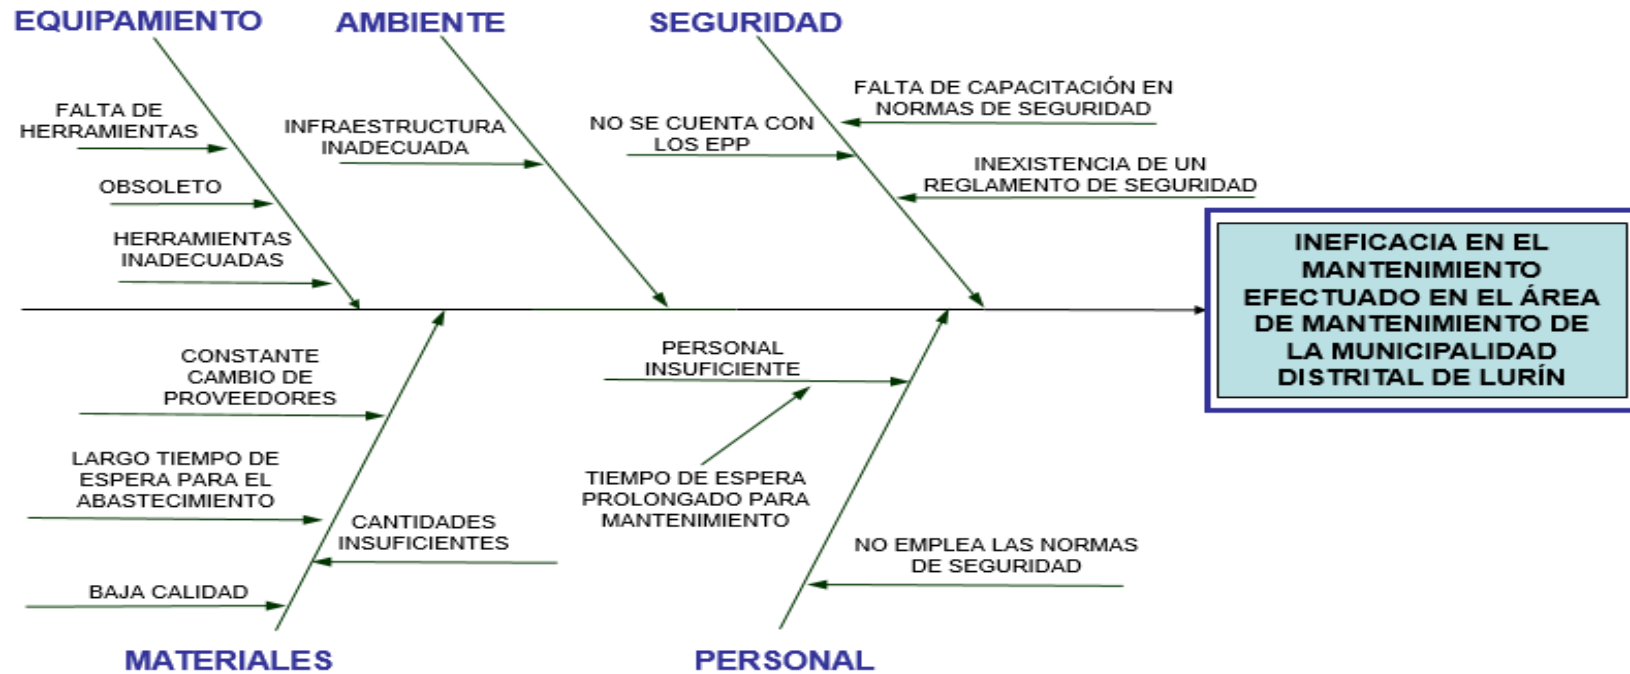 EQUIPAMIENTO
AMBIENTE
SEGURIDAD
FALTA DE
HERRAMIENTAS
OBSOLETO
HERRAMIENTAS
INADECUADAS
INFRAESTRUCTURA
INADECUADA
NO SE CUENTA CON
LOS EPP
FALTA DE CAPACITACIÓN EN
NORMAS DE SEGURIDAD
INEXISTENCIA DE UN
REGLAMENTO DE SEGURIDAD
INEFICACIA EN EL
MANTENIMIENTO
EFECTUADO EN EL ÁREA
DE MANTENIMIENTO DE
LA MUNICIPALIDAD
DISTRITAL DE LURÍN
CONSTANTE
CAMBIO DE
PROVEEDORES
LARGO TIEMPO DE
ESPERA PARA EL
ABASTECIMIENTO
CANTIDADES
INSUFICIENTES
BAJA CALIDAD
PERSONAL
INSUFICIENTE
TIEMPO DE ESPERA
PROLONGADO PARA
MANTENIMIENTO
NO EMPLEA LAS NORMAS
DE SEGURIDAD
MATERIALES
PERSONAL